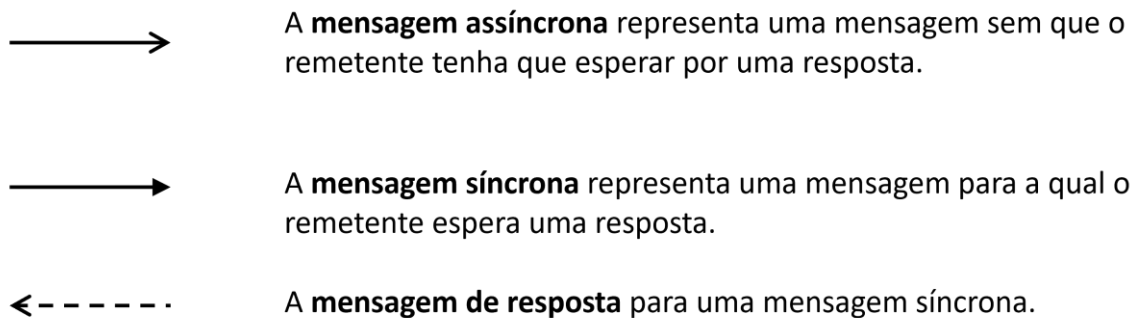 A mensagem assíncrona representa uma mensagem sem que o
remetente tenha que esperar por uma resposta.
A mensagem síncrona representa uma mensagem para a qual o
remetente espera uma resposta.
A mensagem de resposta para uma mensagem síncrona.